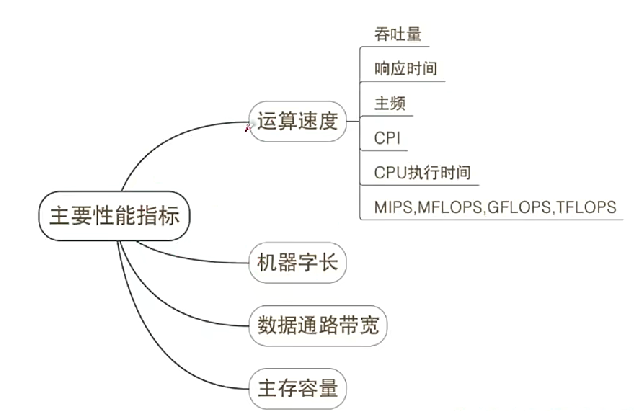 吞吐量
响应时间
主频
运算速度
CPI
CPU执行时间
MIPS,MFLOPS,GFLOPS,TFLOPS
主要性能指标
机器字长
数据通路带宽
主存容量